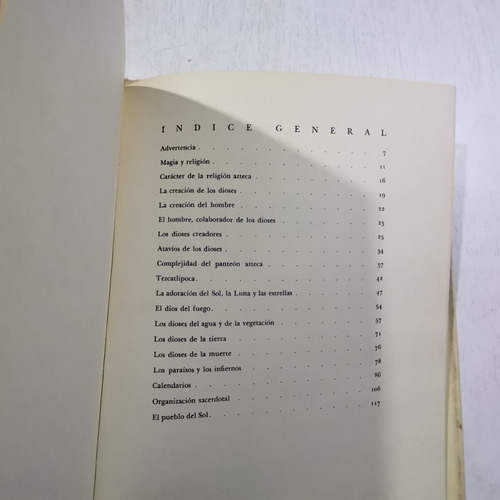 ÍNDICE GENERAL
Advertencia . . . . . . . . . . 7
Magia y religión . . . . . . . . . . 11
Carácter de la religión azteca . . . . . . . . 16
La creación de los dioses . . . . . . . . 19
La creación del hombre . . . . . . . . 22
El hombre, colaborador de los dioses . . . . . . 23
Los dioses creadores . . . . . . . . . 25
Atavíos de los dioses . . . . . . . . . 34
Complejidad del panteón azteca . . . . . . . 37
Tezcatlipoca . . . . . . . . . . 42
La adoración del Sol, la Luna y las estrellas . . . . . 47
El dios del fuego . . . . . . . . . 54
Los dioses del agua y de la vegetación . . . . . . 57
Los dioses de la tierra . . . . . . . . 71
Los dioses de la muerte . . . . . . . . 76
Los paraísos y los infiernos . . . . . . . 78
Calendarios . . . . . . . . . . 86
Organización sacerdotal . . . . . . . . 106
El pueblo del Sol . . . . . . . . . 117